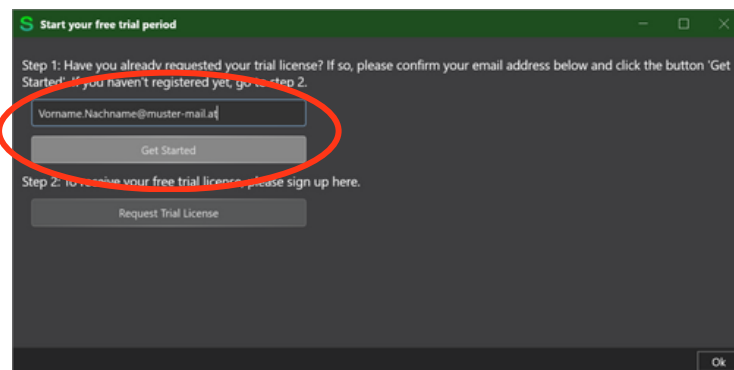 S Start your free trial period
Step 1: Have you already requested your trial license? If so, please confirm your email address below and click the button 'Get
Started'. If you haven't registered yet, go to step 2.
Vorname.Nachname@muster-mail.at
Get Started
Step 2: To receive your free trial license, please sign up here.
Request Trial License
Ok